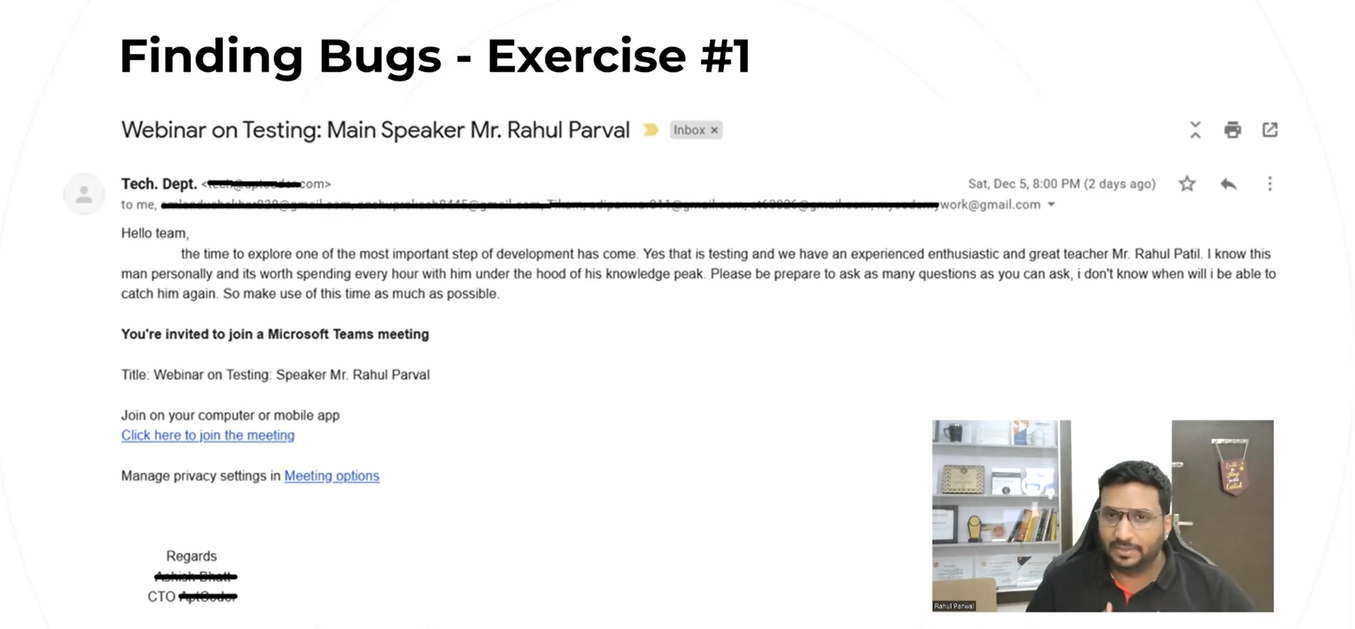 Finding Bugs - Exercise #1
Webinar on Testing: Main Speaker Mr. Rahul Parval Inbox ×
Tech. Dept. < com> Sat, Dec 5, 8:00 PM (2 days ago)
to me, work@gmail.com
Hello team,
the time to explore one of the most important step of development has come. Yes that is testing and we have an experienced enthusiastic and great teacher Mr. Rahul Patil. I know this
man personally and its worth spending every hour with him under the hood of his knowledge peak. Please be prepare to ask as many questions as you can ask, i don't know when will i be able to
catch him again. So make use of this time as much as possible.
You're invited to join a Microsoft Teams meeting
Title: Webinar on Testing: Speaker Mr. Rahul Parval
Join on your computer or mobile app
Click here to join the meeting
Manage privacy settings in Meeting options
Regards
CTO
Rahul Parwal